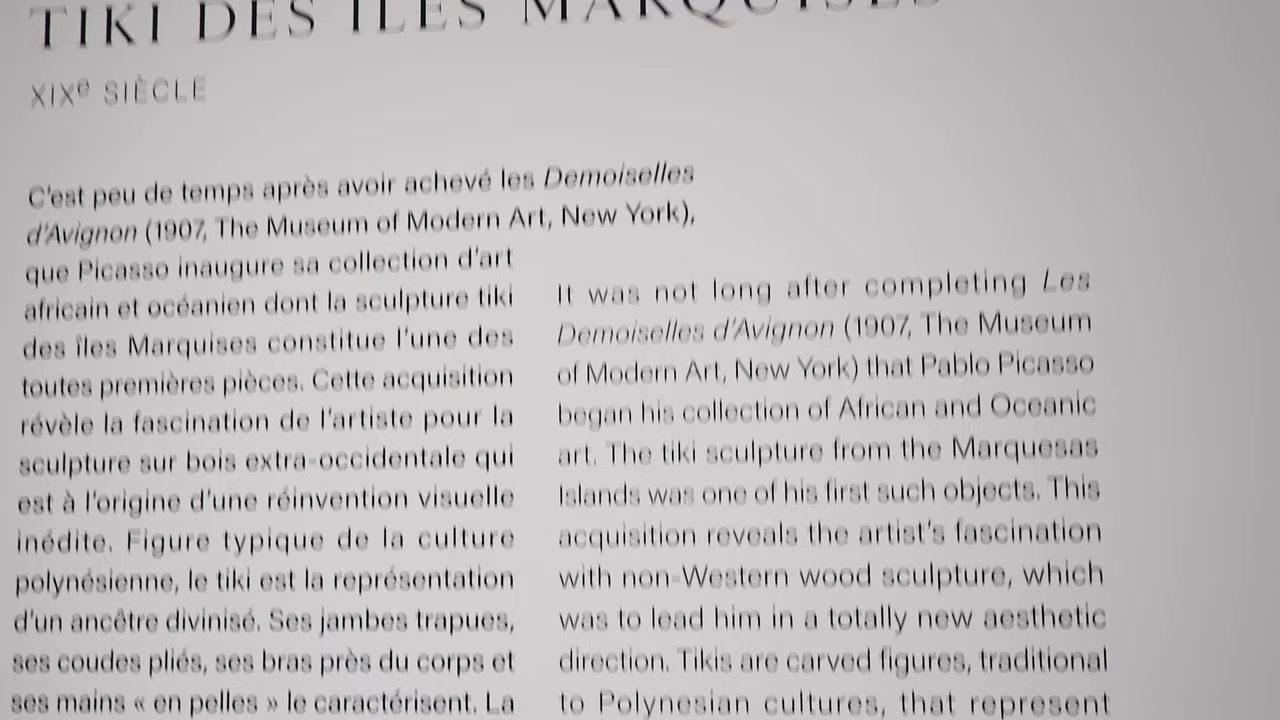 TIKI DES ÎLES MARQUISES
XIXe SIÈCLE
C'est peu de temps après avoir achevé les Demoiselles
d'Avignon (1907, The Museum of Modern Art, New York),
que Picasso inaugure sa collection d'art
africain et océanien dont la sculpture tiki
des îles Marquises constitue l'une des
toutes premières pièces. Cette acquisition
révèle la fascination de l'artiste pour la
sculpture sur bois extra-occidentale qui
est à l'origine d'une réinvention visuelle
inédite. Figure typique de la culture
polynésienne, le tiki est la représentation
d'un ancêtre divinisé. Ses jambes trapues,
ses coudes pliés, ses bras près du corps et
ses mains « en pelles » le caractérisent. La
It was not long after completing Les
Demoiselles d'Avignon (1907, The Museum
of Modern Art, New York) that Pablo Picasso
began his collection of African and Oceanic
art. The tiki sculpture from the Marquesas
Islands was one of his first such objects. This
acquisition reveals the artist's fascination
with non-Western wood sculpture, which
was to lead him in a totally new aesthetic
direction. Tikis are carved figures, traditional
to Polynesian cultures, that represent